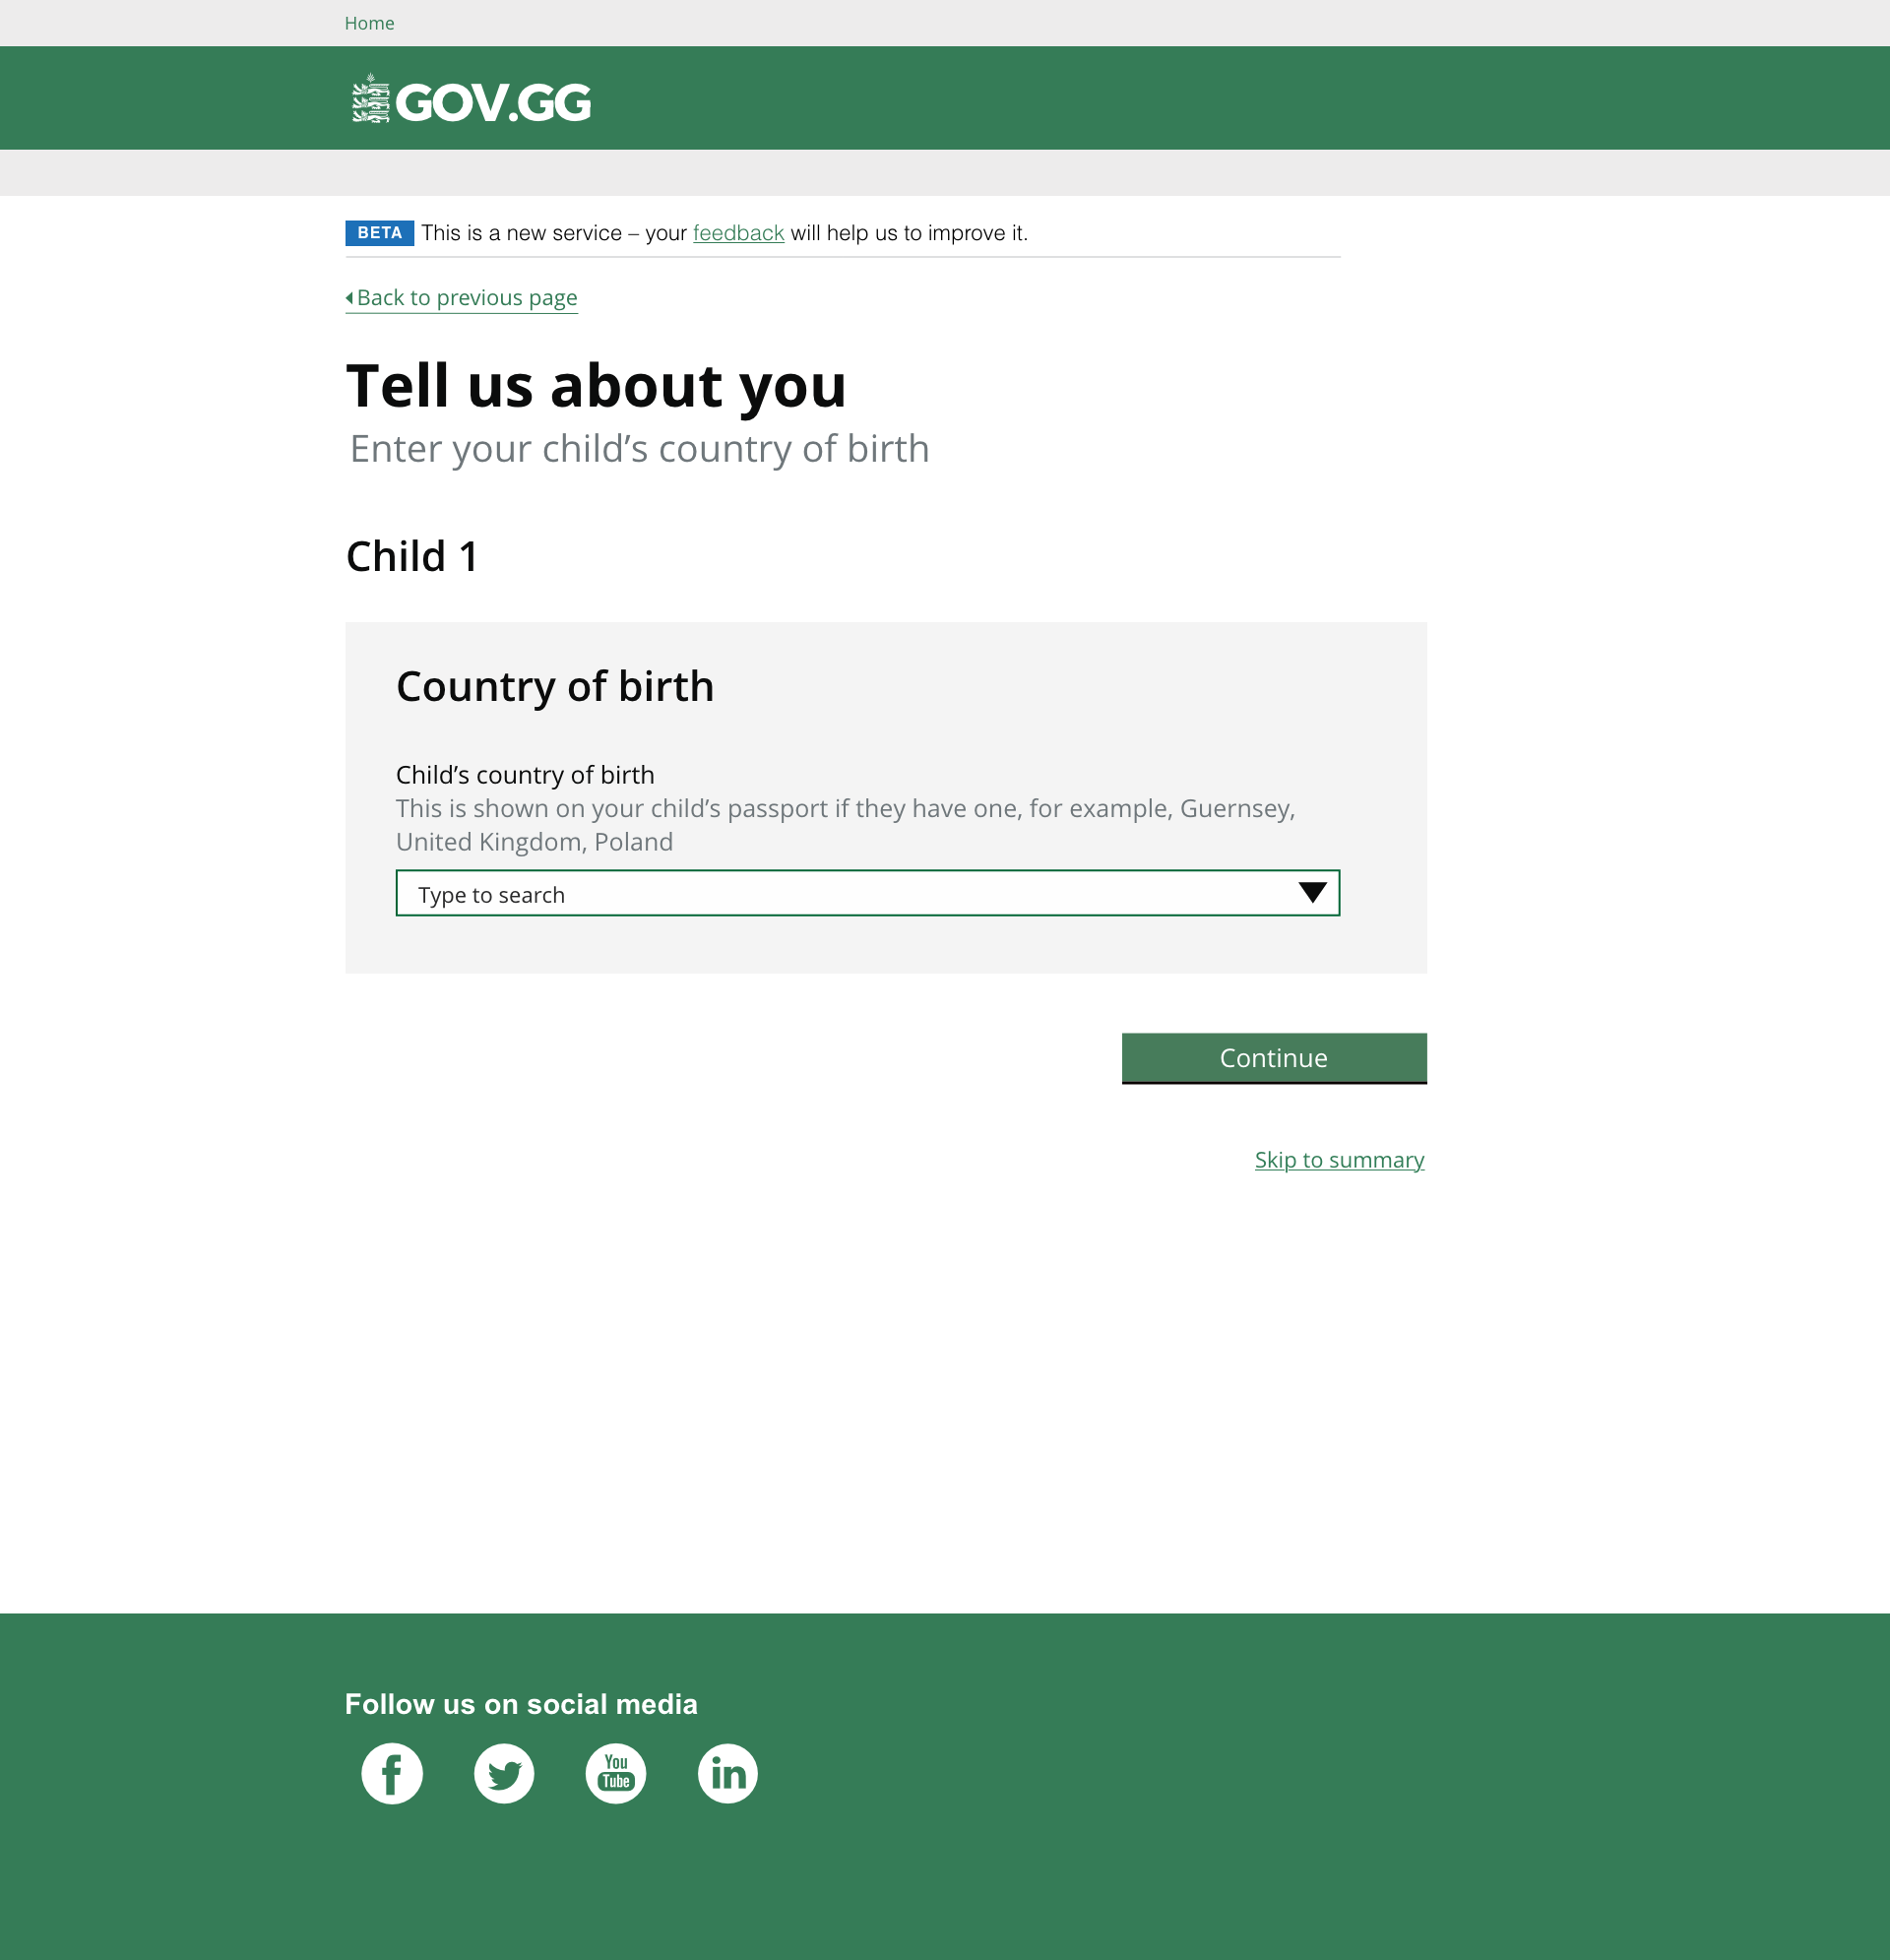 Home
GOV.GG
BETA This is a new service – your feedback will help us to improve it.
Back to previous page
Tell us about you
Enter your child’s country of birth
Child 1
Country of birth
Child’s country of birth
This is shown on your child’s passport if they have one, for example, Guernsey,
United Kingdom, Poland
Type to search
Continue
Skip to summary
Follow us on social media
f You Tube in